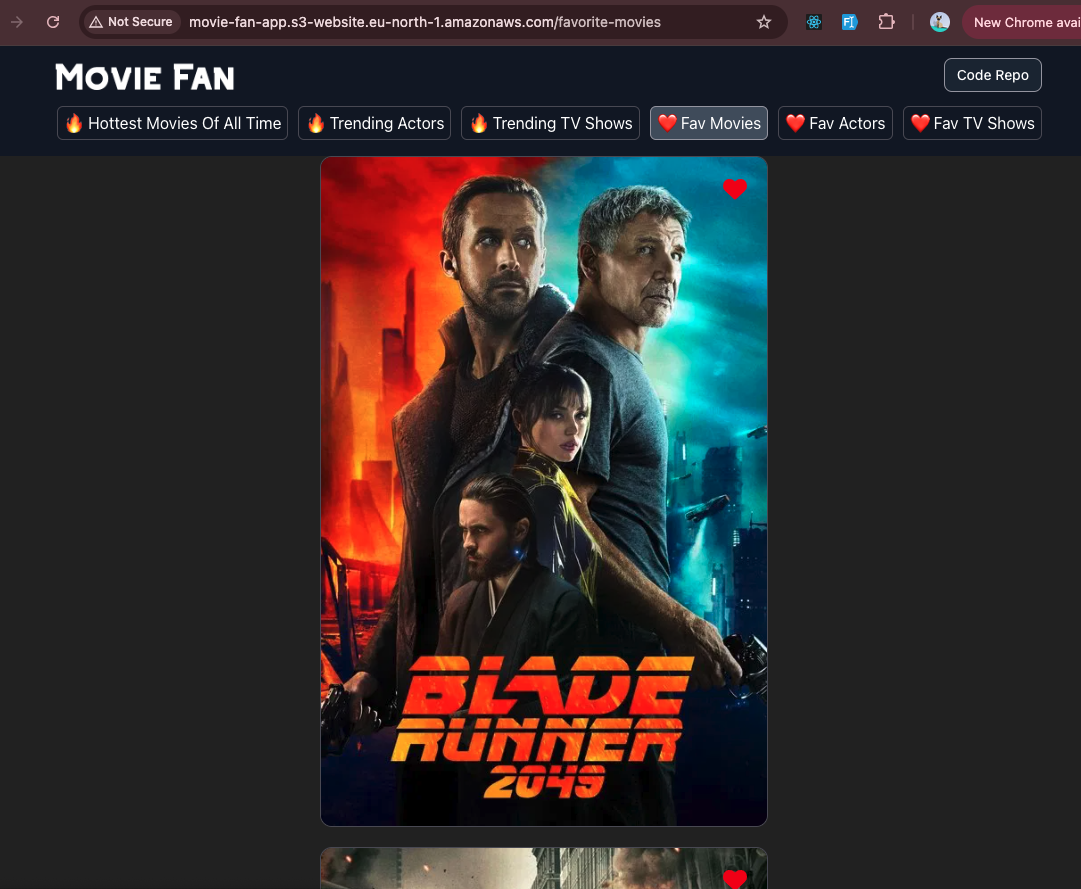 Not Secure movie-fan-app.s3-website.eu-north-1.amazonaws.com/favorite-movies New Chrome avai
Movie Fan
Code Repo
🔥 Hottest Movies Of All Time 🔥 Trending Actors 🔥 Trending TV Shows ❤️ Fav Movies ❤️ Fav Actors ❤️ Fav TV Shows
BLADE
RUNNER
2049